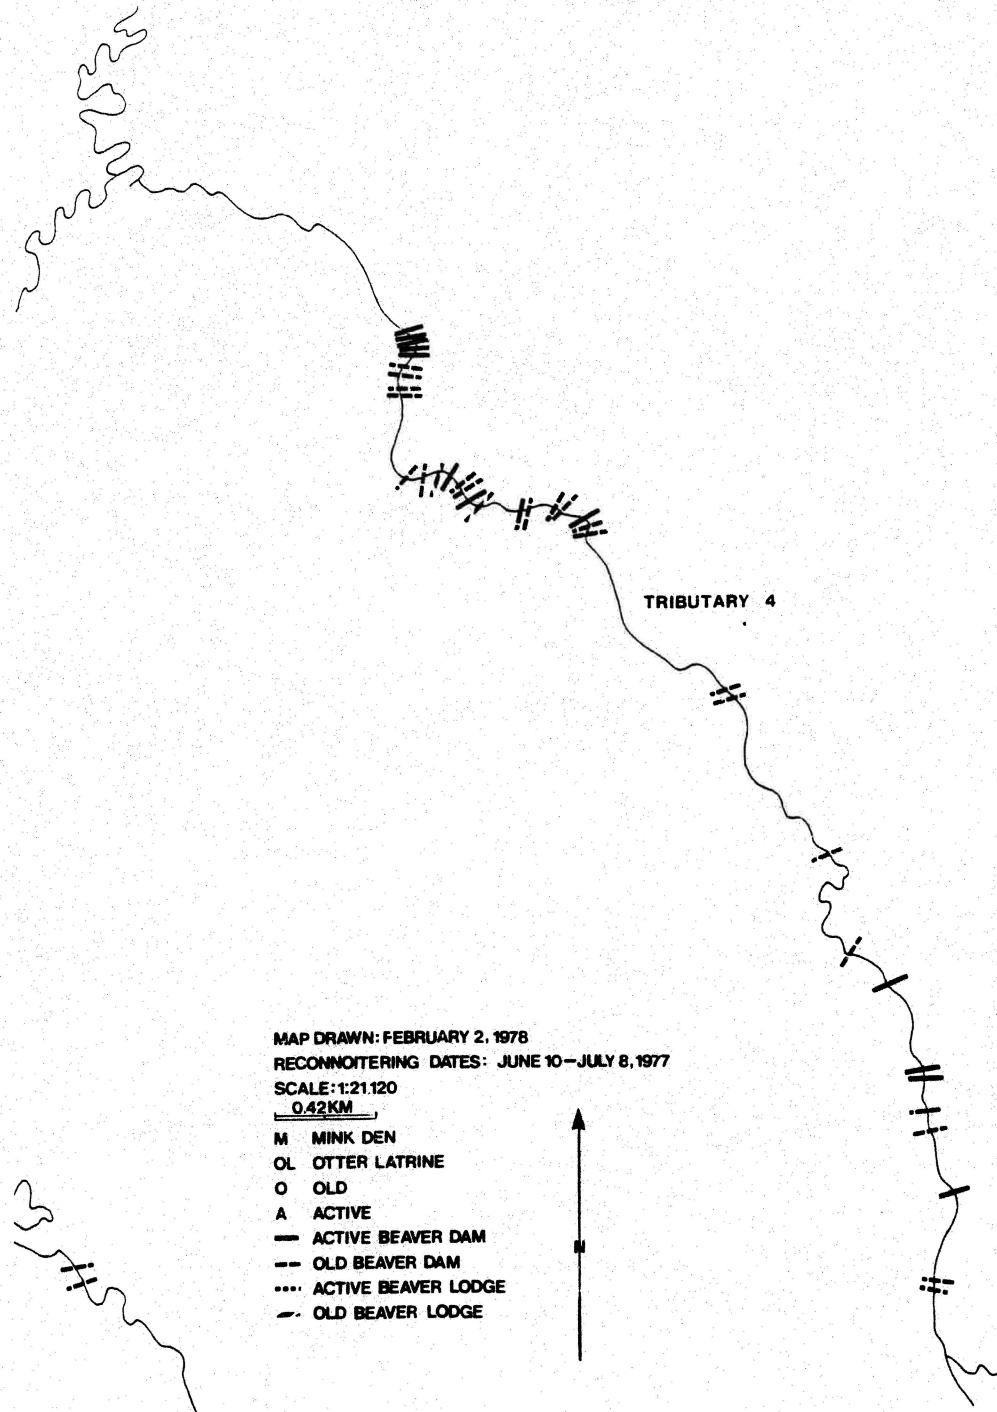 TRIBUTARY 4
MAP DRAWN: FEBRUARY 2, 1978
RECONNOITERING DATES: JUNE 10-JULY 8, 1977
SCALE: 1:21.120
0.42 KM
M MINK DEN
OL OTTER LATRINE
O OLD
A ACTIVE
ACTIVE BEAVER DAM
OLD BEAVER DAM
ACTIVE BEAVER LODGE
OLD BEAVER LODGE
N